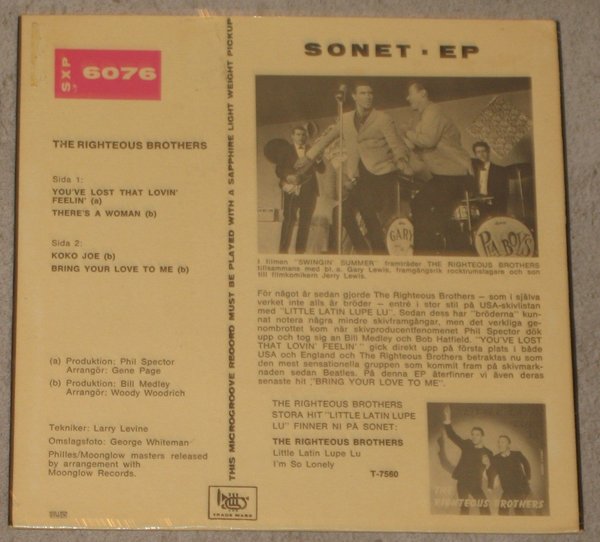 SXP 6076
THE RIGHTEOUS BROTHERS
Sida 1:
YOU'VE LOST THAT LOVIN'
FEELIN' (a)
THERE'S A WOMAN (b)
Sida 2:
KOKO JOE (b)
BRING YOUR LOVE TO ME (b)
(a) Produktion: Phil Spector
Arrangör: Gene Page
(b) Produktion: Bill Medley
Arrangör: Woody Woodrich
Tekniker: Larry Levine
Omslagsfoto: George Whiteman
Philles/Moonglow masters released
by arrangement with
Moonglow Records.
THIS MICROGROOVE RECORD MUST BE PLAYED WITH A SAPPHIRE LIGHT WEIGHT PICKUP
TRADE MARK
SONET · EP
GARY
PLAYBOYS
I filmen "SWINGIN' SUMMER" framträder THE RIGHTEOUS BROTHERS
tillsammans med bl. a. Gary Lewis, framgångsrik rocktrumslagare och son
till filmkomikern Jerry Lewis.
För något år sedan gjorde The Righteous Brothers – som i själva
verket inte alls är bröder – entré i stor stil på USA-skivlistan
med "LITTLE LATIN LUPE LU". Sedan dess har "bröderna" kun-
nat notera några mindre skivframgångar, men det verkliga ge-
nombrottet kom när skivproducentfenomenet Phil Spector dök
upp och tog sig an Bill Medley och Bob Hatfield. "YOU'VE LOST
THAT LOVIN' FEELIN'" gick direkt upp på första plats i både
USA och England och The Righteous Brothers betraktas nu som
den mest sensationella gruppen som kommit fram på skivmark-
naden sedan Beatles. På denna EP återfinner vi även deras
senaste hit ,"BRING YOUR LOVE TO ME".
THE RIGHTEOUS BROTHERS
STORA HIT "LITTLE LATIN LUPE
LU" FINNER NI PÅ SONET:
THE RIGHTEOUS BROTHERS
Little Latin Lupe Lu
I'm So Lonely
T-7560
THE
RIGHTEOUS BROTHERS